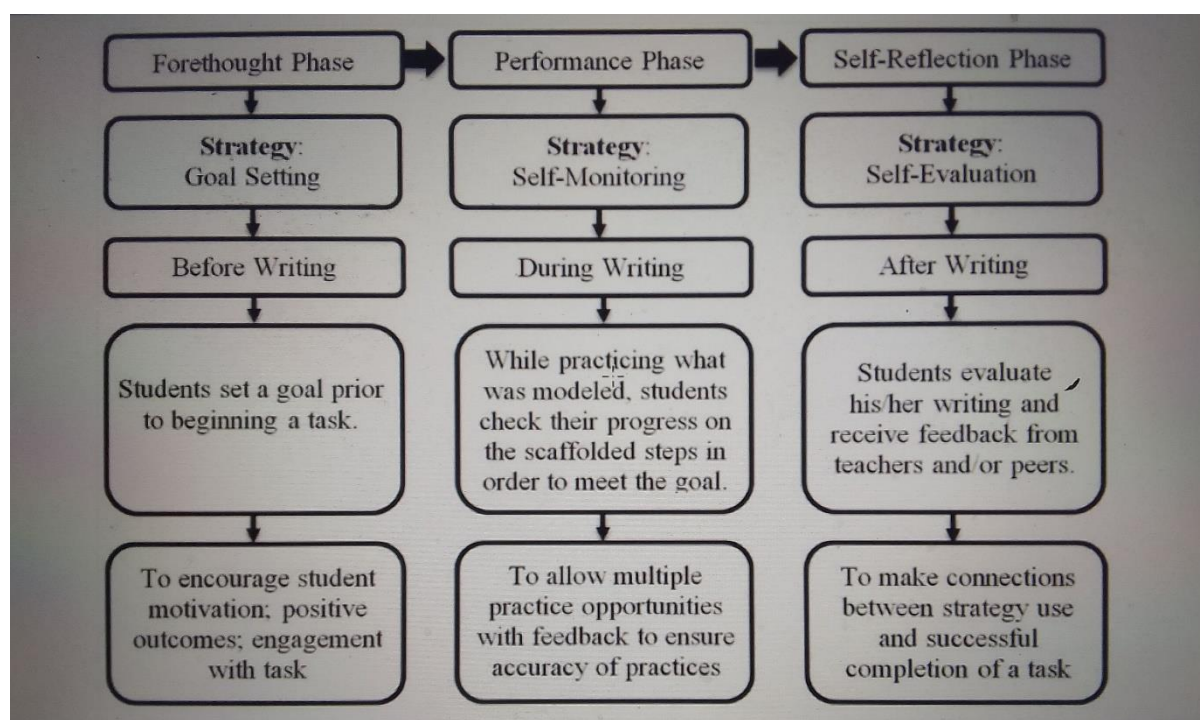 Forethought Phase
Performance Phase
Self-Reflection Phase
Strategy:
Goal Setting
Strategy:
Self-Monitoring
Strategy:
Self-Evaluation
Before Writing
During Writing
After Writing
Students set a goal prior
to beginning a task.
While practicing what
was modeled, students
check their progress on
the scaffolded steps in
order to meet the goal.
Students evaluate
his/her writing and
receive feedback from
teachers and/or peers.
To encourage student
motivation; positive
outcomes; engagement
with task
To allow multiple
practice opportunities
with feedback to ensure
accuracy of practices
To make connections
between strategy use
and successful
completion of a task